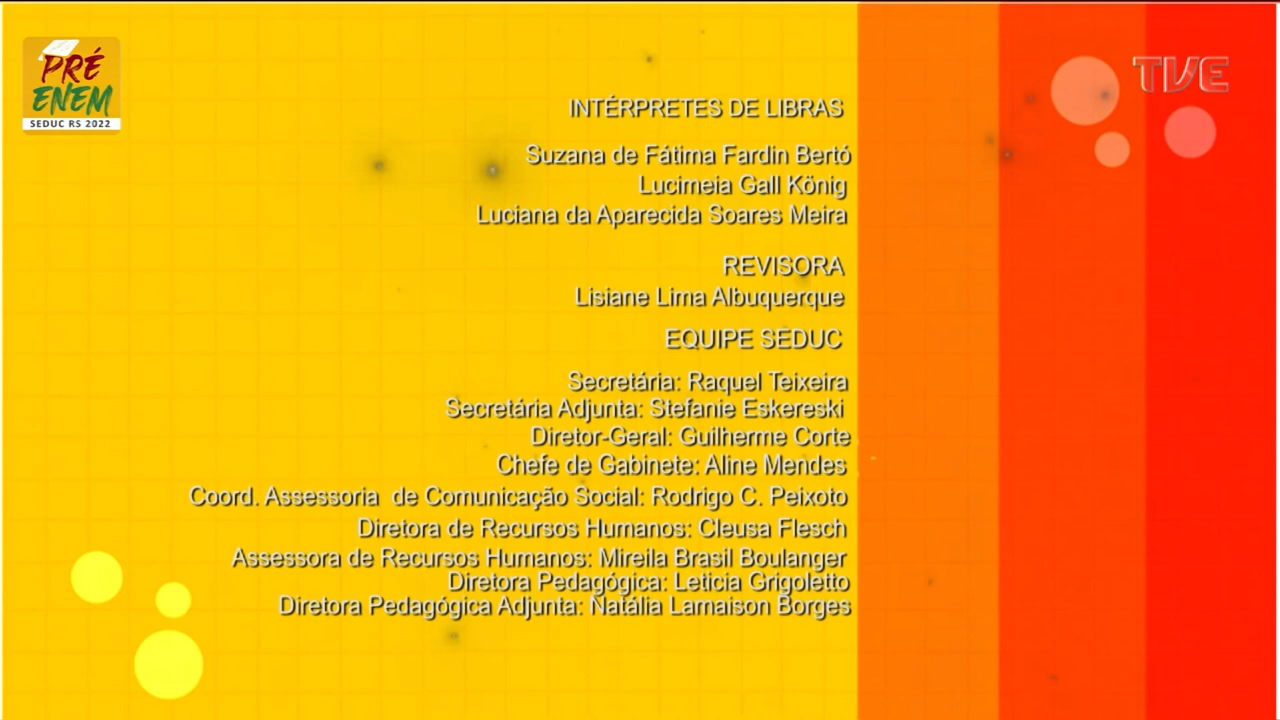 PRÉ
ENEM
SEDUC RS 2022
TVE
INTÉRPRETES DE LIBRAS
Suzana de Fátima Fardin Bertó
Lucimeia Gall König
Luciana da Aparecida Soares Meira
REVISORA
Lisiane Lima Albuquerque
EQUIPE SEDUC
Secretária: Raquel Teixeira
Secretária Adjunta: Stefanie Eskereski
Diretor-Geral: Guilherme Corte
Chefe de Gabinete: Aline Mendes
Coord. Assessoria de Comunicação Social: Rodrigo C. Peixoto
Diretora de Recursos Humanos: Cleusa Flesch
Assessora de Recursos Humanos: Mireila Brasil Boulanger
Diretora Pedagógica: Leticia Grigoletto
Diretora Pedagógica Adjunta: Natália Lamaison Borges